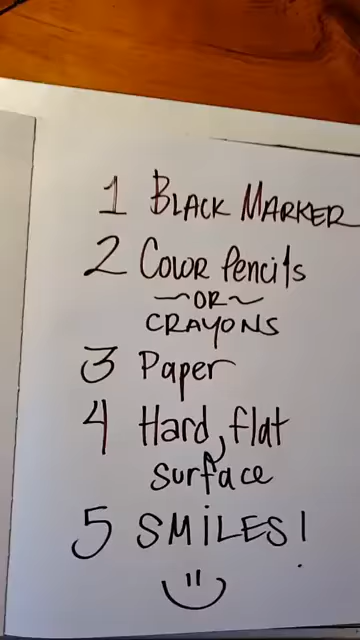 1 BLACK MARKER
2 Color Pencils
~OR~
CRAYONS
3 Paper
4 Hard, flat
surface
5 SMILES!